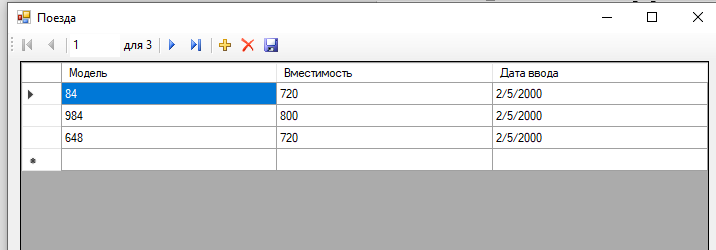 Поезда
1 для 3
Модель Вместимость Дата ввода
84 720 2/5/2000
984 800 2/5/2000
648 720 2/5/2000